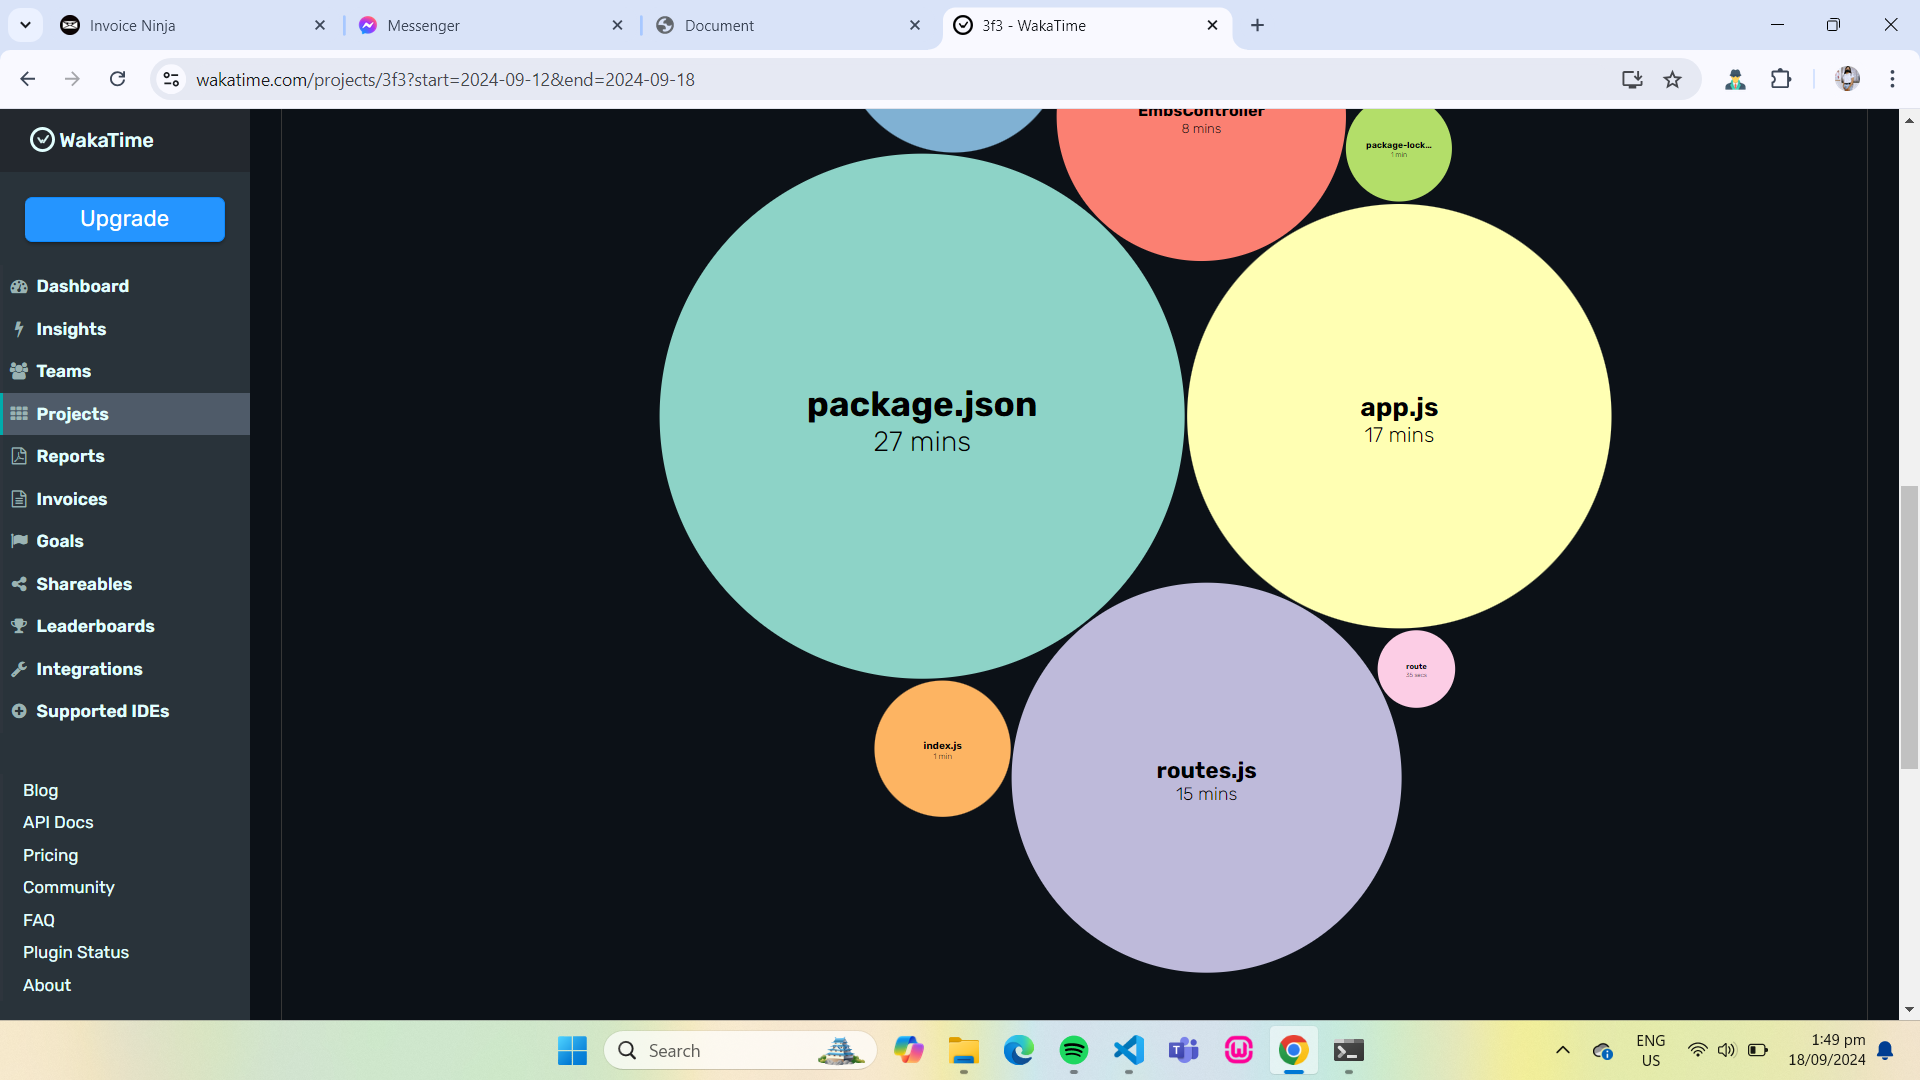 Invoice Ninja
Messenger
Document
3f3 - WakaTime
wakatime.com/projects/3f3?start=2024-09-12&end=2024-09-18
WakaTime
Upgrade
Dashboard
Insights
Teams
Projects
Reports
Invoices
Goals
Shareables
Leaderboards
Integrations
Supported IDEs
Blog
API Docs
Pricing
Community
FAQ
Plugin Status
About
EmbsController
8 mins
package-lock...
1 min
package.json
27 mins
app.js
17 mins
route
35 secs
index.js
1 min
routes.js
15 mins
Search
ENG
US
1:49 pm
18/09/2024